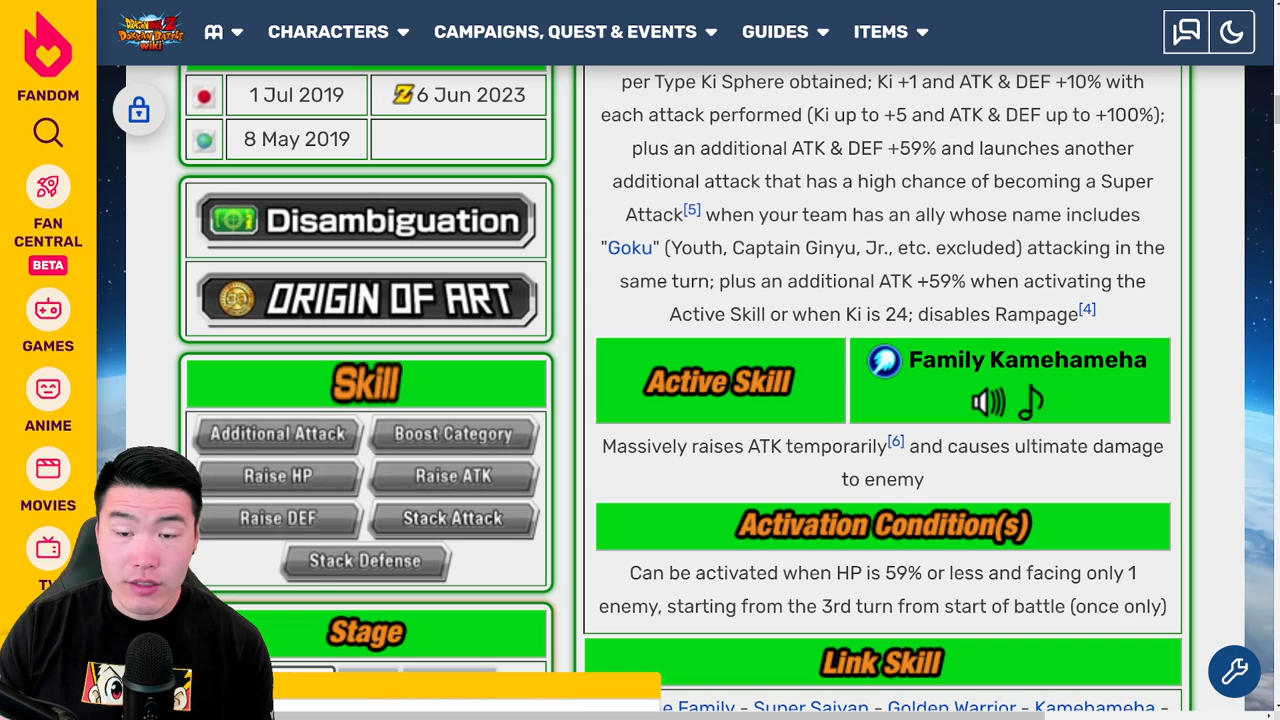 DRAGON BALL Z
DOKKAN BATTLE
WIKI
CHARACTERS
CAMPAIGNS, QUEST & EVENTS
GUIDES
ITEMS
FANDOM
FAN
CENTRAL
BETA
GAMES
ANIME
MOVIES
TV
1 Jul 2019
Z 6 Jun 2023
8 May 2019
Disambiguation
ORIGIN OF ART
Skill
Additional Attack
Boost Category
Raise HP
Raise ATK
Raise DEF
Stack Attack
Stack Defense
Stage
per Type Ki Sphere obtained; Ki +1 and ATK & DEF +10% with
each attack performed (Ki up to +5 and ATK & DEF up to +100%);
plus an additional ATK & DEF +59% and launches another
additional attack that has a high chance of becoming a Super
Attack[5] when your team has an ally whose name includes
"Goku" (Youth, Captain Ginyu, Jr., etc. excluded) attacking in the
same turn; plus an additional ATK +59% when activating the
Active Skill or when Ki is 24; disables Rampage[4]
Active Skill
Family Kamehameha
Massively raises ATK temporarily[6] and causes ultimate damage
to enemy
Activation Condition(s)
Can be activated when HP is 59% or less and facing only 1
enemy, starting from the 3rd turn from start of battle (once only)
Link Skill
e Family - Super Saiyan - Golden Warrior - Kamehameha -